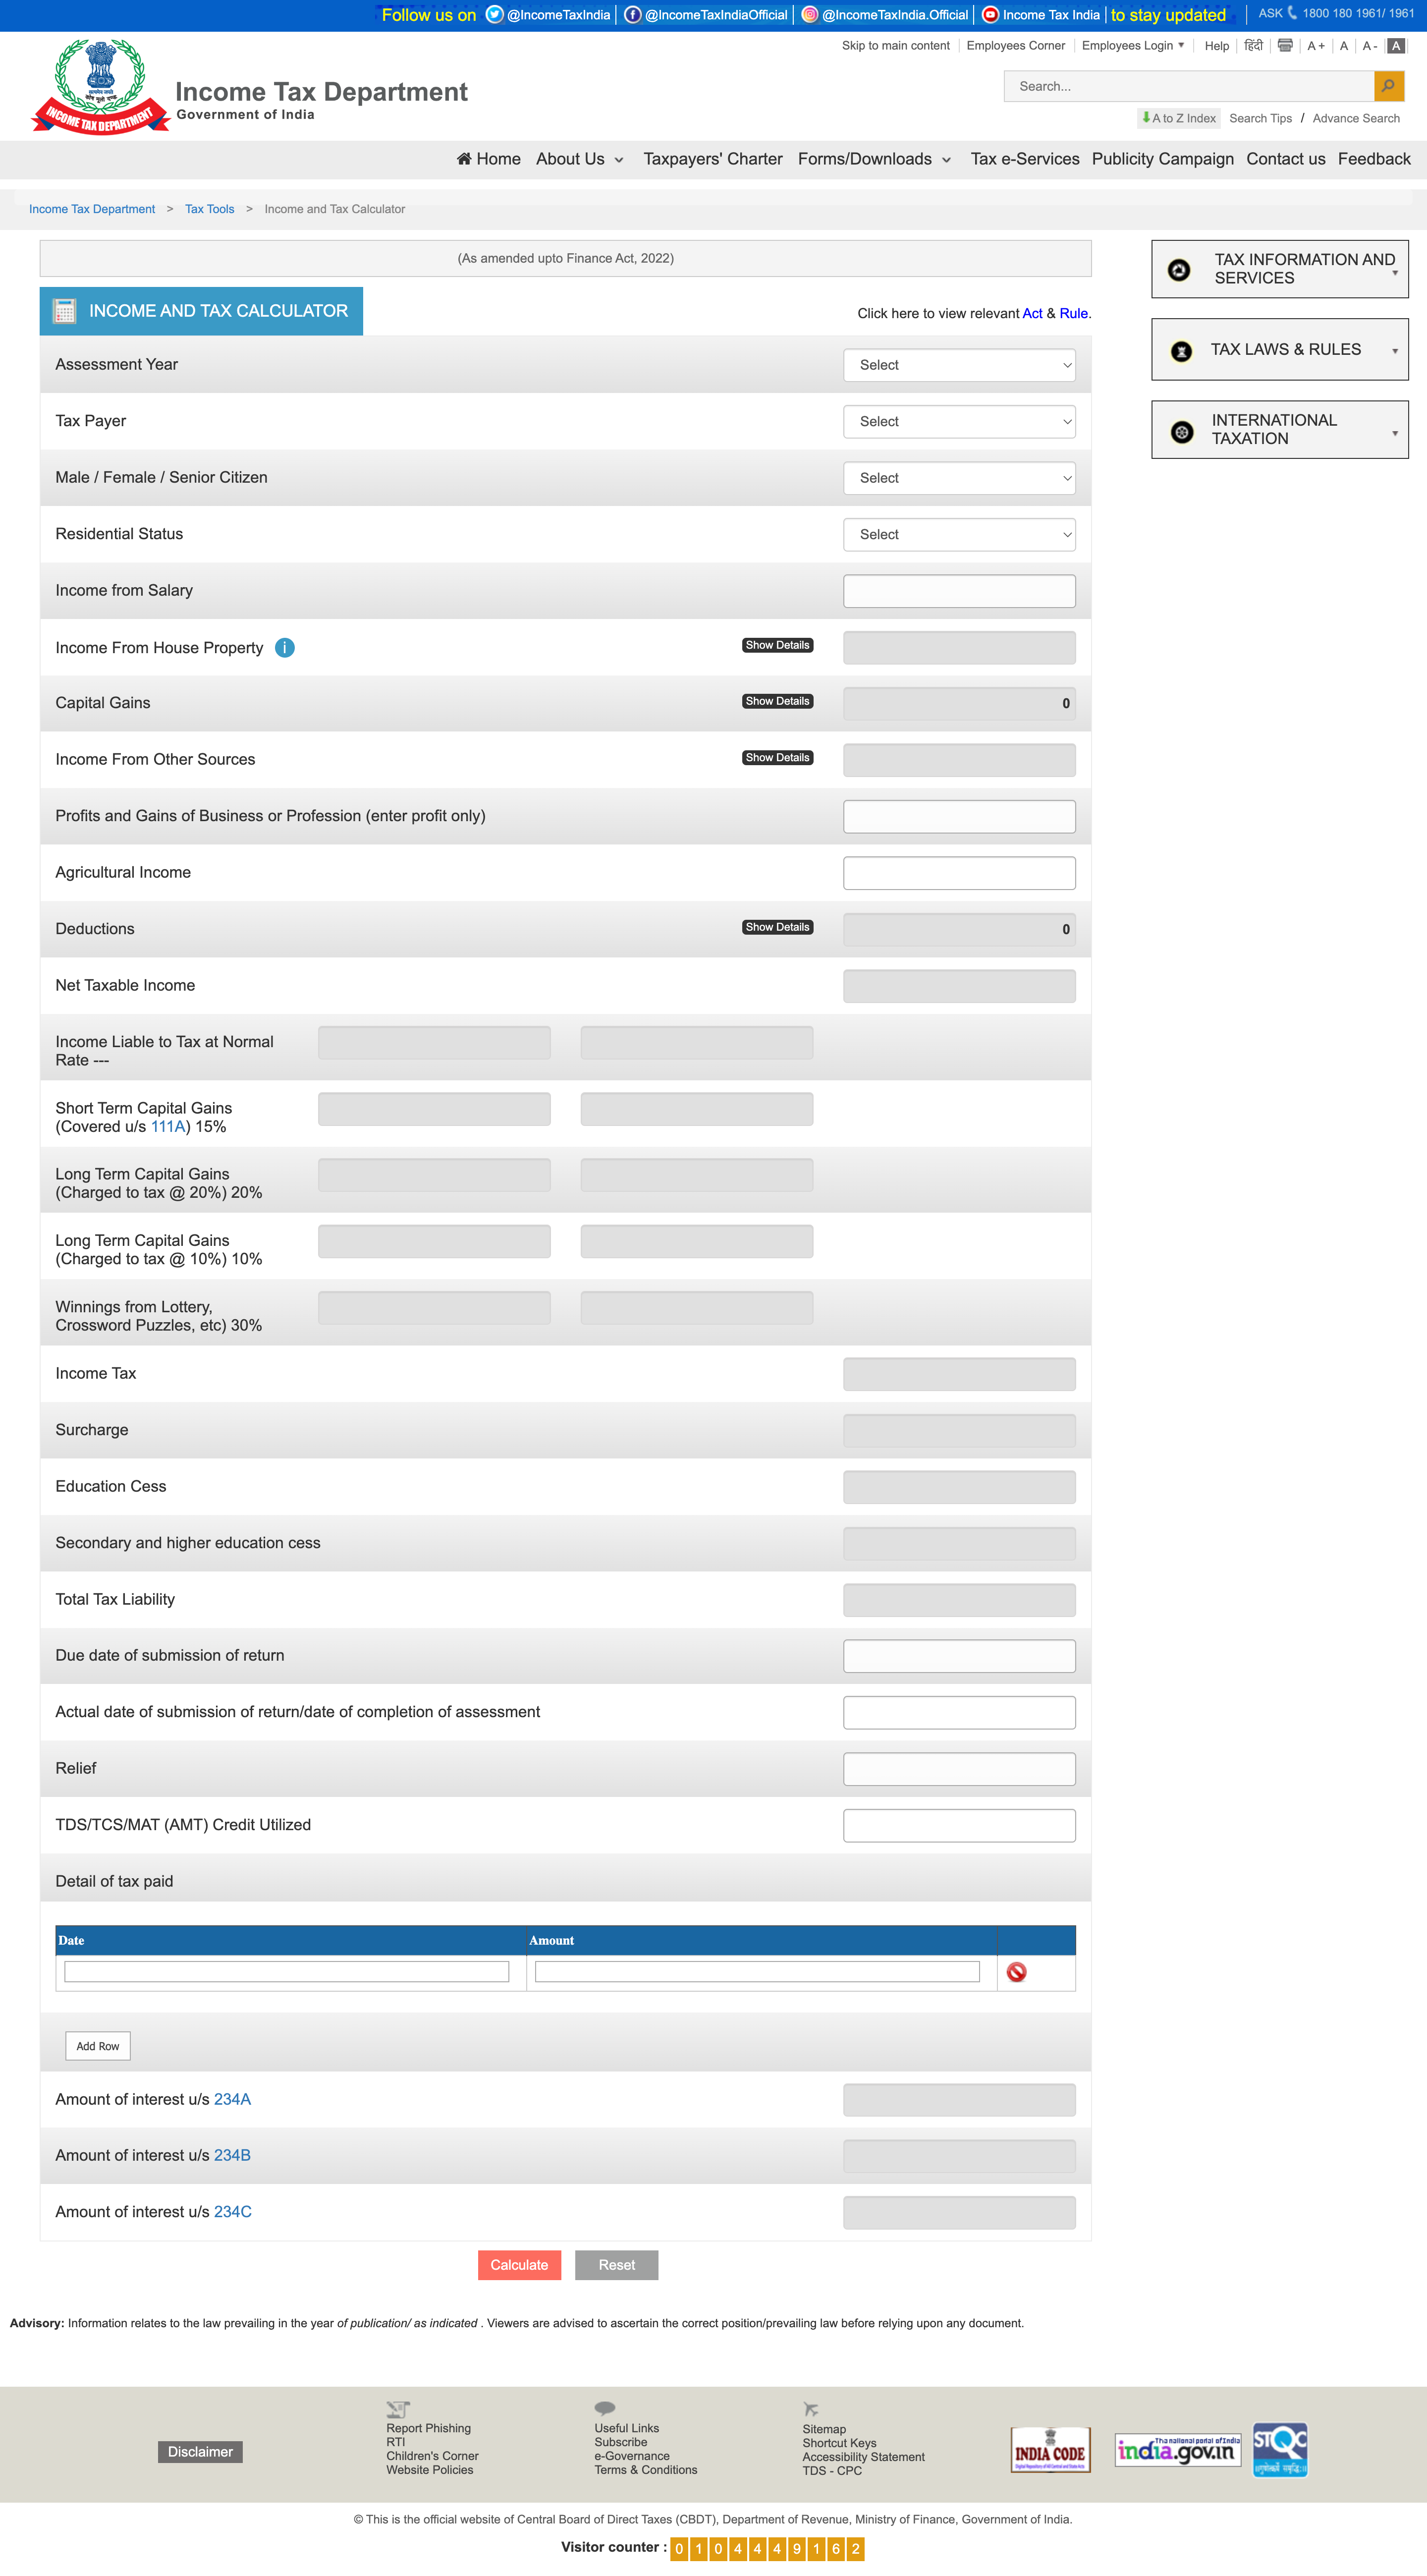 Follow us on @IncomeTaxIndia @IncomeTaxIndiaOfficial @IncomeTaxIndia.Official Income Tax India to stay updated ASK 1800 180 1961/ 1961
Skip to main content Employees Corner Employees Login Help हिंदी A + A A - A
INCOME TAX DEPARTMENT
Income Tax Department
Government of India
Search...
A to Z Index Search Tips / Advance Search
Home About Us Taxpayers' Charter Forms/Downloads Tax e-Services Publicity Campaign Contact us Feedback
Income Tax Department > Tax Tools > Income and Tax Calculator
(As amended upto Finance Act, 2022)
INCOME AND TAX CALCULATOR
Click here to view relevant Act & Rule.
Assessment Year Select
Tax Payer Select
Male / Female / Senior Citizen Select
Residential Status Select
Income from Salary
Income From House Property i Show Details
Capital Gains Show Details 0
Income From Other Sources Show Details
Profits and Gains of Business or Profession (enter profit only)
Agricultural Income
Deductions Show Details 0
Net Taxable Income
Income Liable to Tax at Normal
Rate ---
Short Term Capital Gains
(Covered u/s 111A) 15%
Long Term Capital Gains
(Charged to tax @ 20%) 20%
Long Term Capital Gains
(Charged to tax @ 10%) 10%
Winnings from Lottery,
Crossword Puzzles, etc) 30%
Income Tax
Surcharge
Education Cess
Secondary and higher education cess
Total Tax Liability
Due date of submission of return
Actual date of submission of return/date of completion of assessment
Relief
TDS/TCS/MAT (AMT) Credit Utilized
Detail of tax paid
Date Amount
Add Row
Amount of interest u/s 234A
Amount of interest u/s 234B
Amount of interest u/s 234C
Calculate Reset
TAX INFORMATION AND
SERVICES
TAX LAWS & RULES
INTERNATIONAL
TAXATION
Advisory: Information relates to the law prevailing in the year of publication/ as indicated . Viewers are advised to ascertain the correct position/prevailing law before relying upon any document.
Disclaimer
Report Phishing
RTI
Children's Corner
Website Policies
Useful Links
Subscribe
e-Governance
Terms & Conditions
Sitemap
Shortcut Keys
Accessibility Statement
TDS - CPC
INDIA CODE
The national portal of India
india.gov.in
STQC
© This is the official website of Central Board of Direct Taxes (CBDT), Department of Revenue, Ministry of Finance, Government of India.
Visitor counter : 0 1 0 4 4 4 9 1 6 2